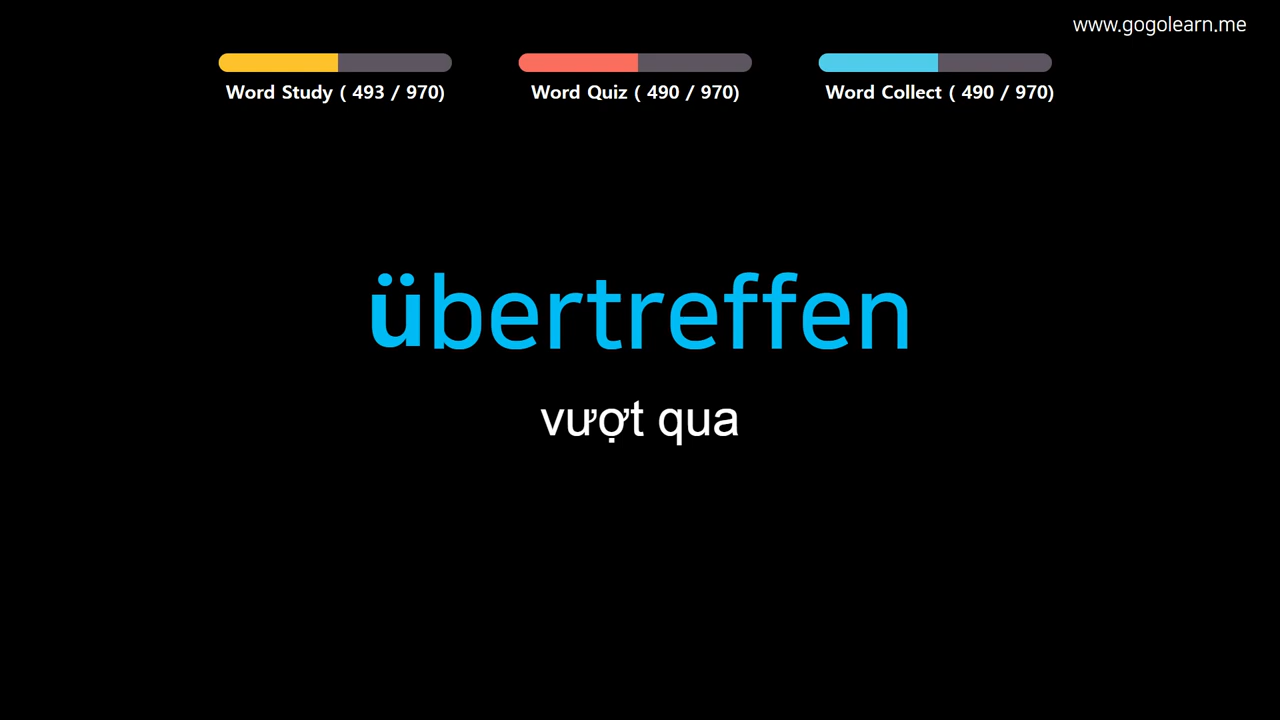 www.gogolearn.me
Word Study ( 493 / 970)
Word Quiz ( 490 / 970)
Word Collect ( 490 / 970)
übertreffen
vượt qua